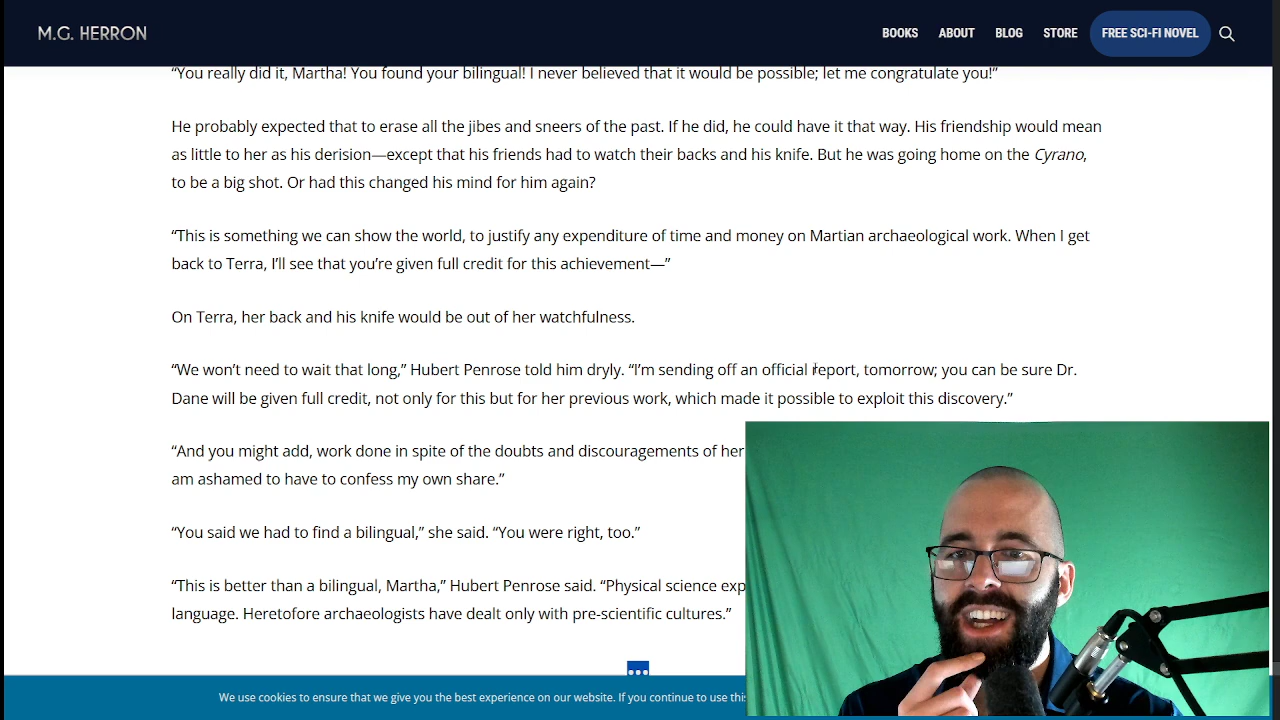 M.G. HERRON
BOOKS ABOUT BLOG STORE FREE SCI-FI NOVEL
“You really did it, Martha! You found your bilingual! I never believed that it would be possible; let me congratulate you!”
He probably expected that to erase all the jibes and sneers of the past. If he did, he could have it that way. His friendship would mean
as little to her as his derision—except that his friends had to watch their backs and his knife. But he was going home on the Cyrano,
to be a big shot. Or had this changed his mind for him again?
“This is something we can show the world, to justify any expenditure of time and money on Martian archaeological work. When I get
back to Terra, I’ll see that you’re given full credit for this achievement—”
On Terra, her back and his knife would be out of her watchfulness.
“We won’t need to wait that long,” Hubert Penrose told him dryly. “I’m sending off an official report, tomorrow; you can be sure Dr.
Dane will be given full credit, not only for this but for her previous work, which made it possible to exploit this discovery.”
“And you might add, work done in spite of the doubts and discouragements of her
am ashamed to have to confess my own share.”
“You said we had to find a bilingual,” she said. “You were right, too.”
“This is better than a bilingual, Martha,” Hubert Penrose said. “Physical science exp
language. Heretofore archaeologists have dealt only with pre-scientific cultures.”
We use cookies to ensure that we give you the best experience on our website. If you continue to use this